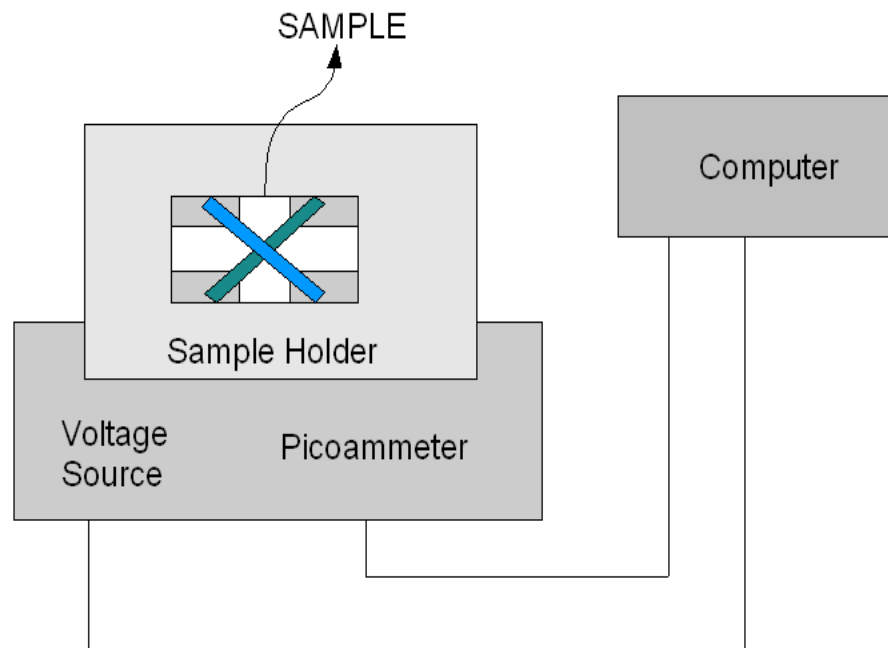 SAMPLE
Computer
Sample Holder
Voltage
Source
Picoammeter